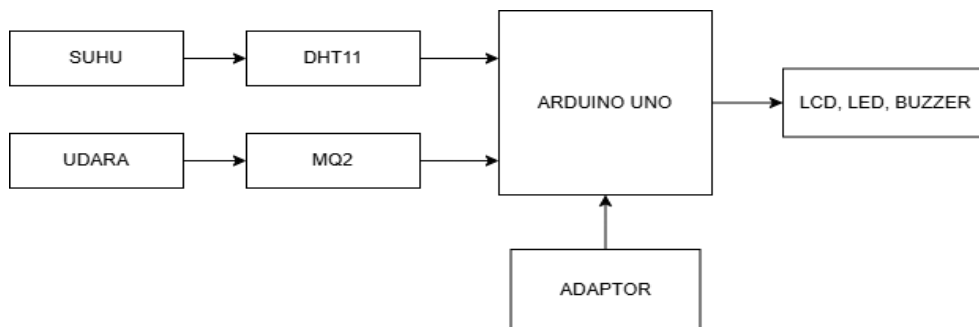 SUHU
DHT11
ARDUINO UNO
LCD, LED, BUZZER
UDARA
MQ2
ADAPTOR